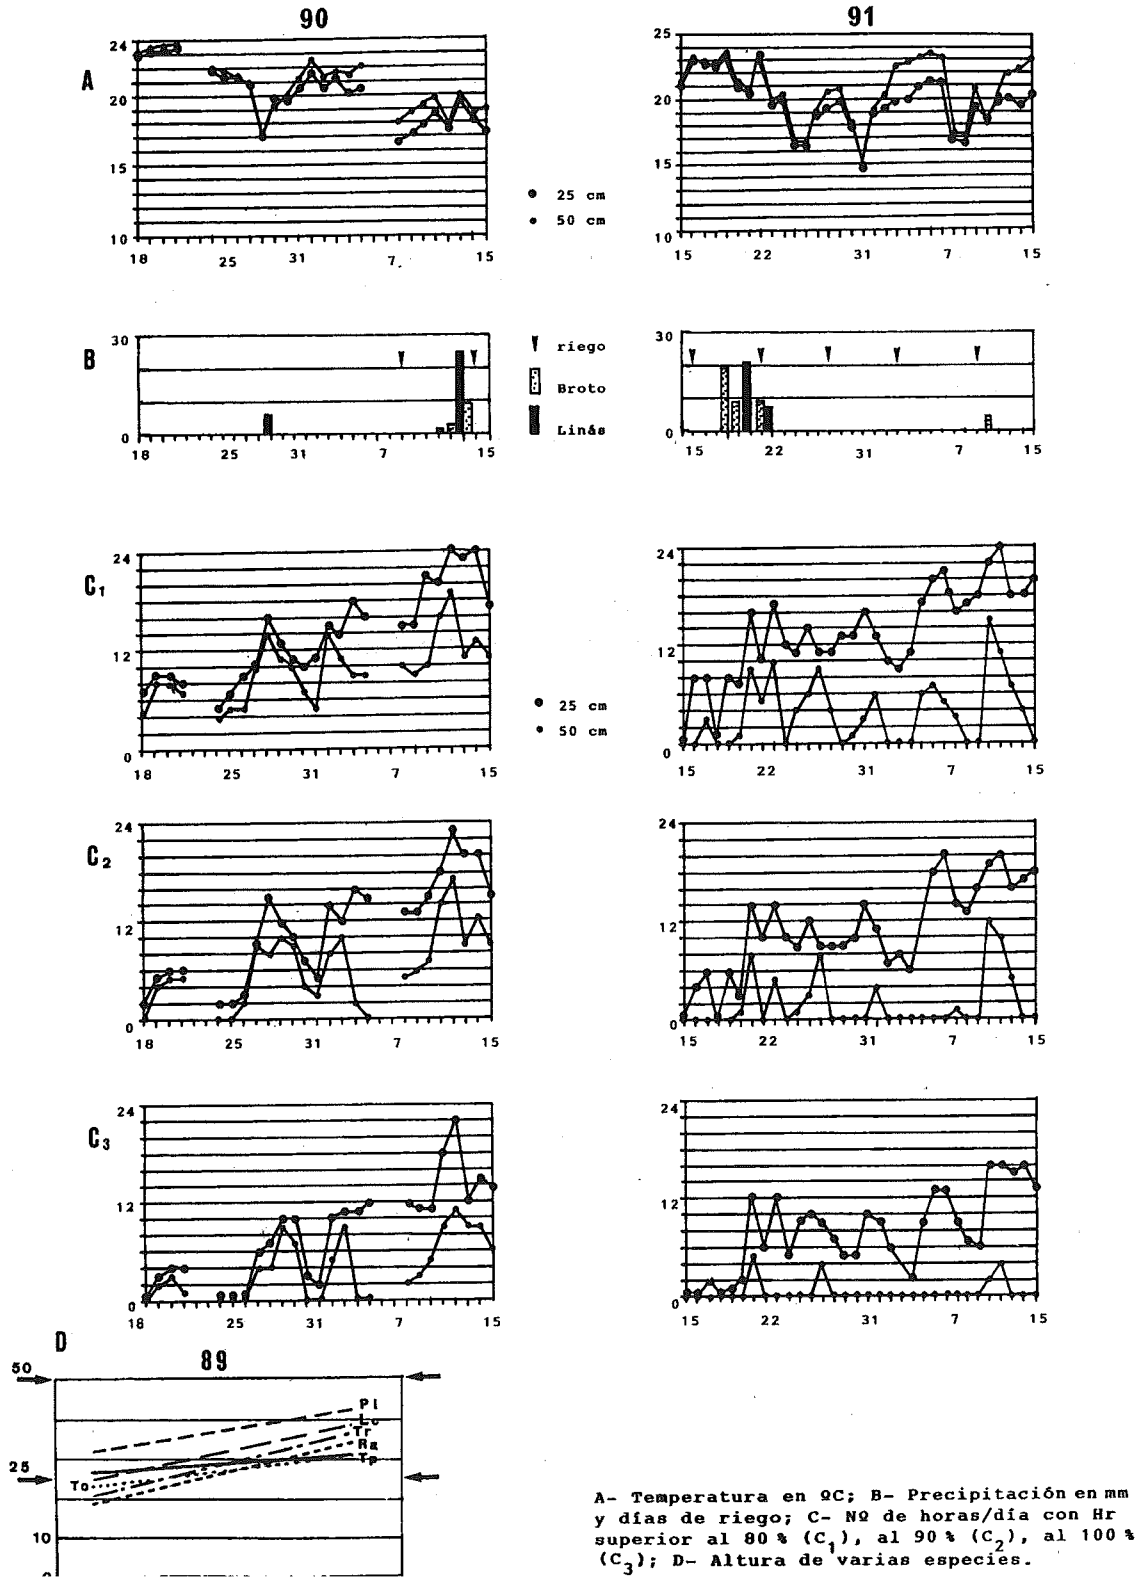 90 91
A
24
20
15
10
18 25 31 7 15
25
20
15
10
15 22 31 7 15
25 cm
50 cm
B
30
0
18 25 31 7 15
riego
Broto
Linás
30
0
15 22 31 7 15
C1
24
12
0
18 25 31 7 15
25 cm
50 cm
24
12
0
15 22 31 7 15
C2
24
12
0
18 25 31 7 15
24
12
0
15 22 31 7 15
C3
24
12
0
18 25 31 7 15
24
12
0
15 22 31 7 15
D
89
50
25
10
Pl
Lc
Tr
Ra
Tp
To
A- Temperatura en ºC; B- Precipitación en mm
y días de riego; C- Nº de horas/día con Hr
superior al 80 % (C1), al 90 % (C2), al 100 %
(C3); D- Altura de varias especies.